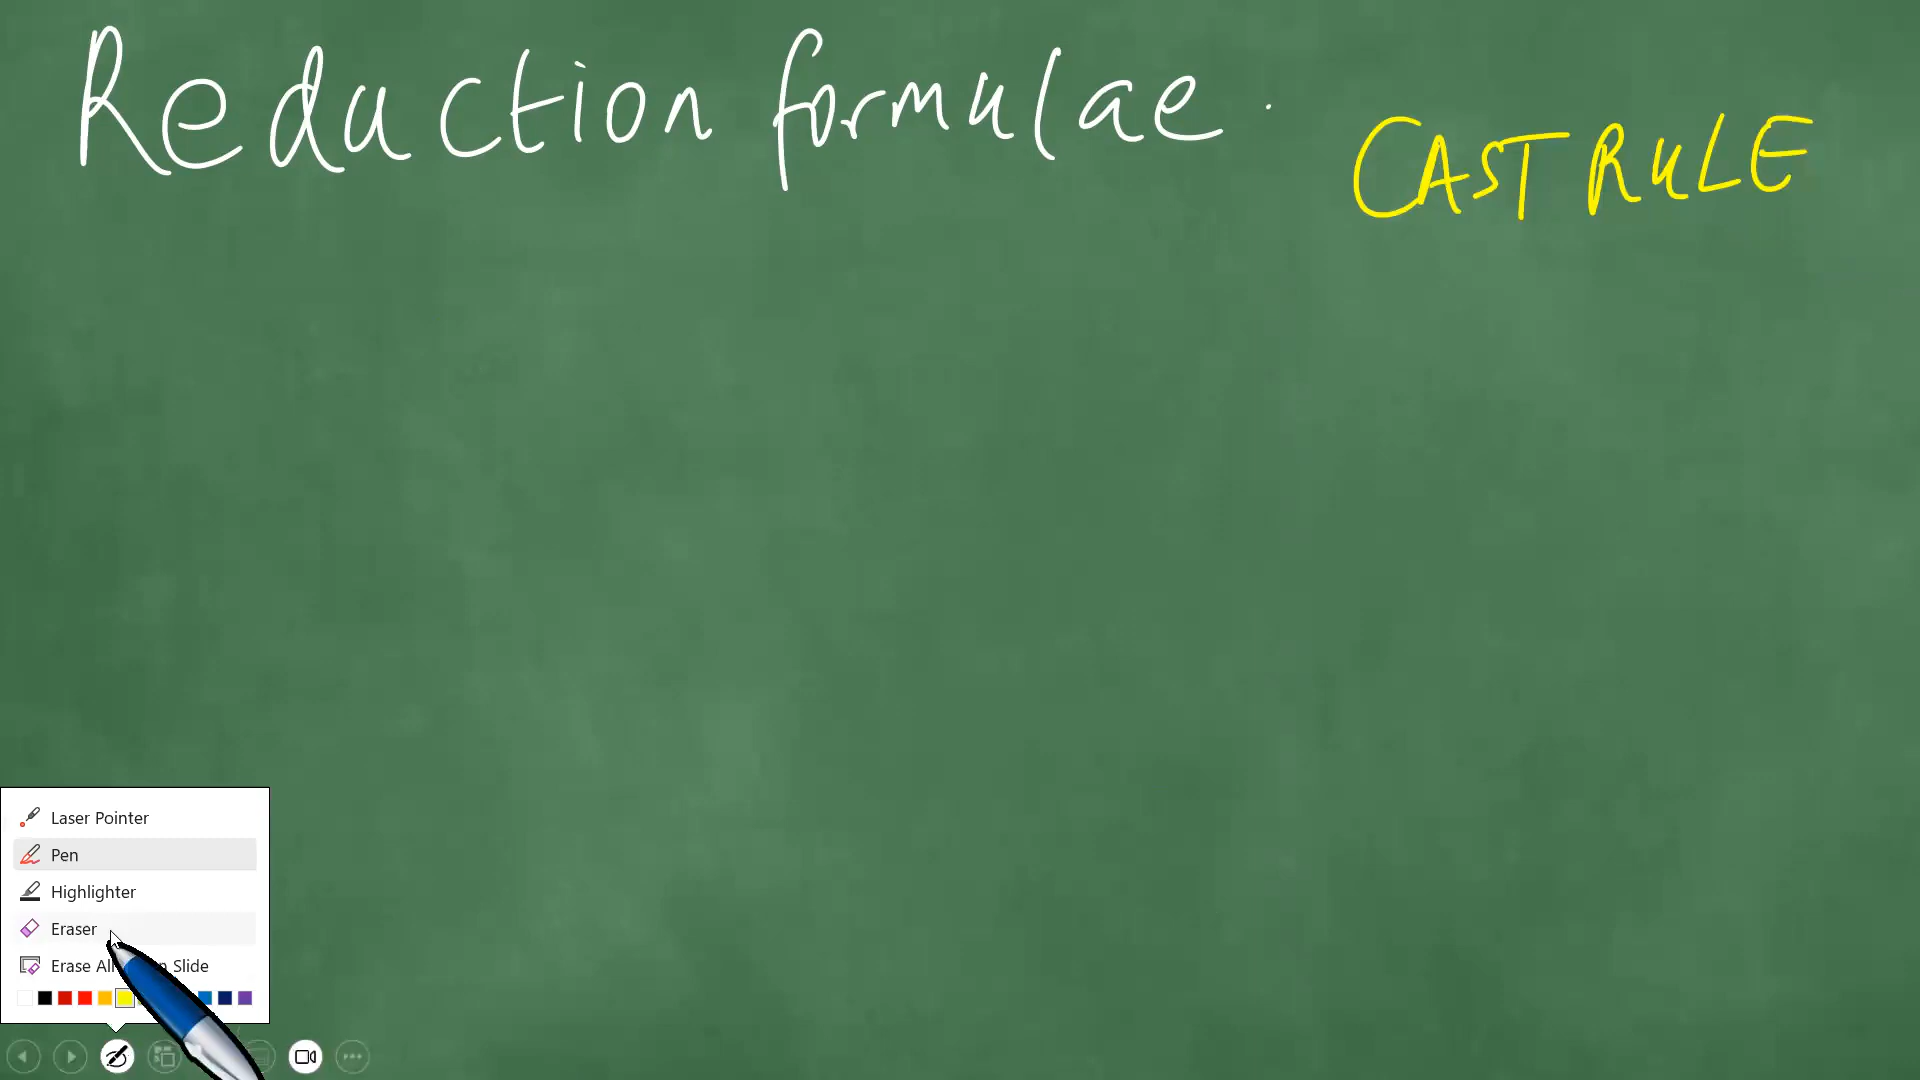 Reduction formulae.
CAST RULE
Laser Pointer
Pen
Highlighter
Eraser
Erase All Slide